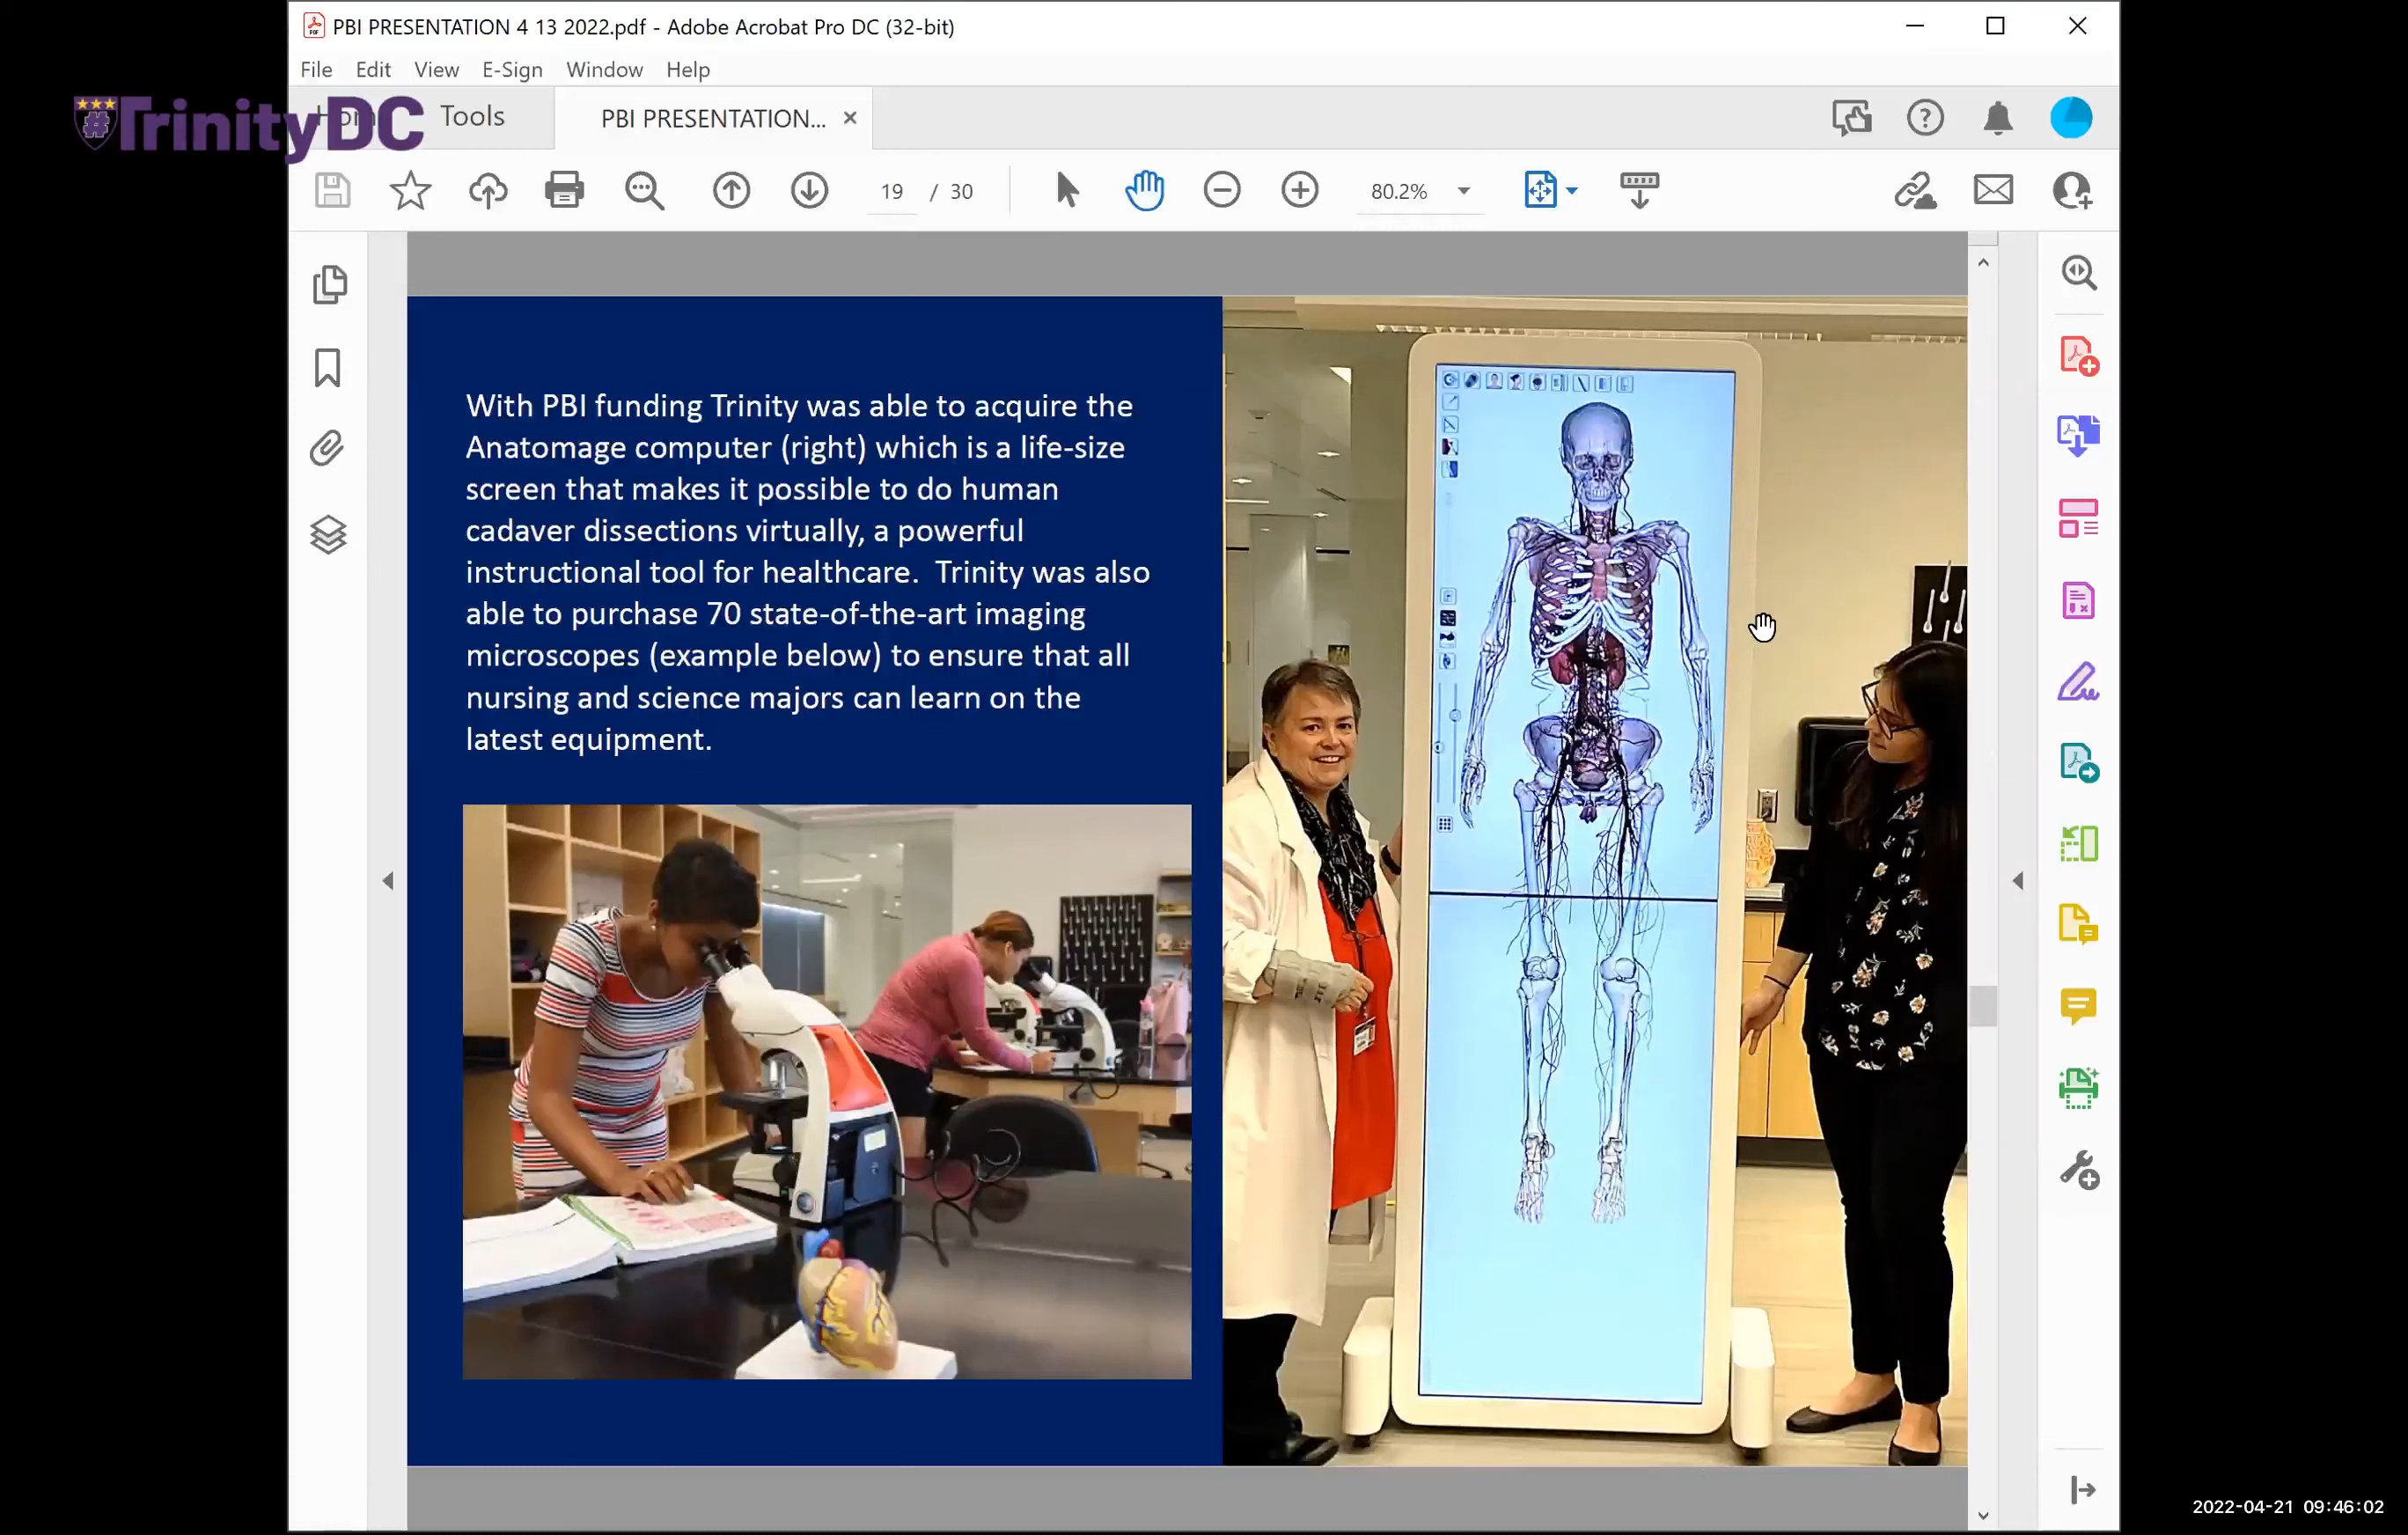 PBI PRESENTATION 4 13 2022.pdf - Adobe Acrobat Pro DC (32-bit)
File Edit View E-Sign Window Help
#TrinityDC
Tools
PBI PRESENTATION...
19 / 30
80.2%
With PBI funding Trinity was able to acquire the
Anatomage computer (right) which is a life-size
screen that makes it possible to do human
cadaver dissections virtually, a powerful
instructional tool for healthcare.  Trinity was also
able to purchase 70 state-of-the-art imaging
microscopes (example below) to ensure that all
nursing and science majors can learn on the
latest equipment.
2022-04-21 09:46:02